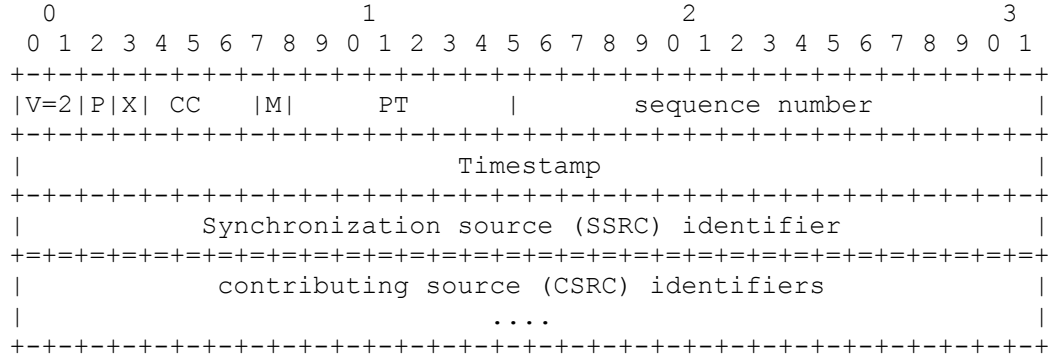 0                   1                   2                   3
0 1 2 3 4 5 6 7 8 9 0 1 2 3 4 5 6 7 8 9 0 1 2 3 4 5 6 7 8 9 0 1
+-+-+-+-+-+-+-+-+-+-+-+-+-+-+-+-+-+-+-+-+-+-+-+-+-+-+-+-+-+-+-+-+
|V=2|P|X|  CC   |M|     PT      |       sequence number         |
+-+-+-+-+-+-+-+-+-+-+-+-+-+-+-+-+-+-+-+-+-+-+-+-+-+-+-+-+-+-+-+-+
|                           Timestamp                           |
+-+-+-+-+-+-+-+-+-+-+-+-+-+-+-+-+-+-+-+-+-+-+-+-+-+-+-+-+-+-+-+-+
|           Synchronization source (SSRC) identifier            |
+=+=+=+=+=+=+=+=+=+=+=+=+=+=+=+=+=+=+=+=+=+=+=+=+=+=+=+=+=+=+=+=+
|            contributing source (CSRC) identifiers             |
|                             ....                              |
+-+-+-+-+-+-+-+-+-+-+-+-+-+-+-+-+-+-+-+-+-+-+-+-+-+-+-+-+-+-+-+-+